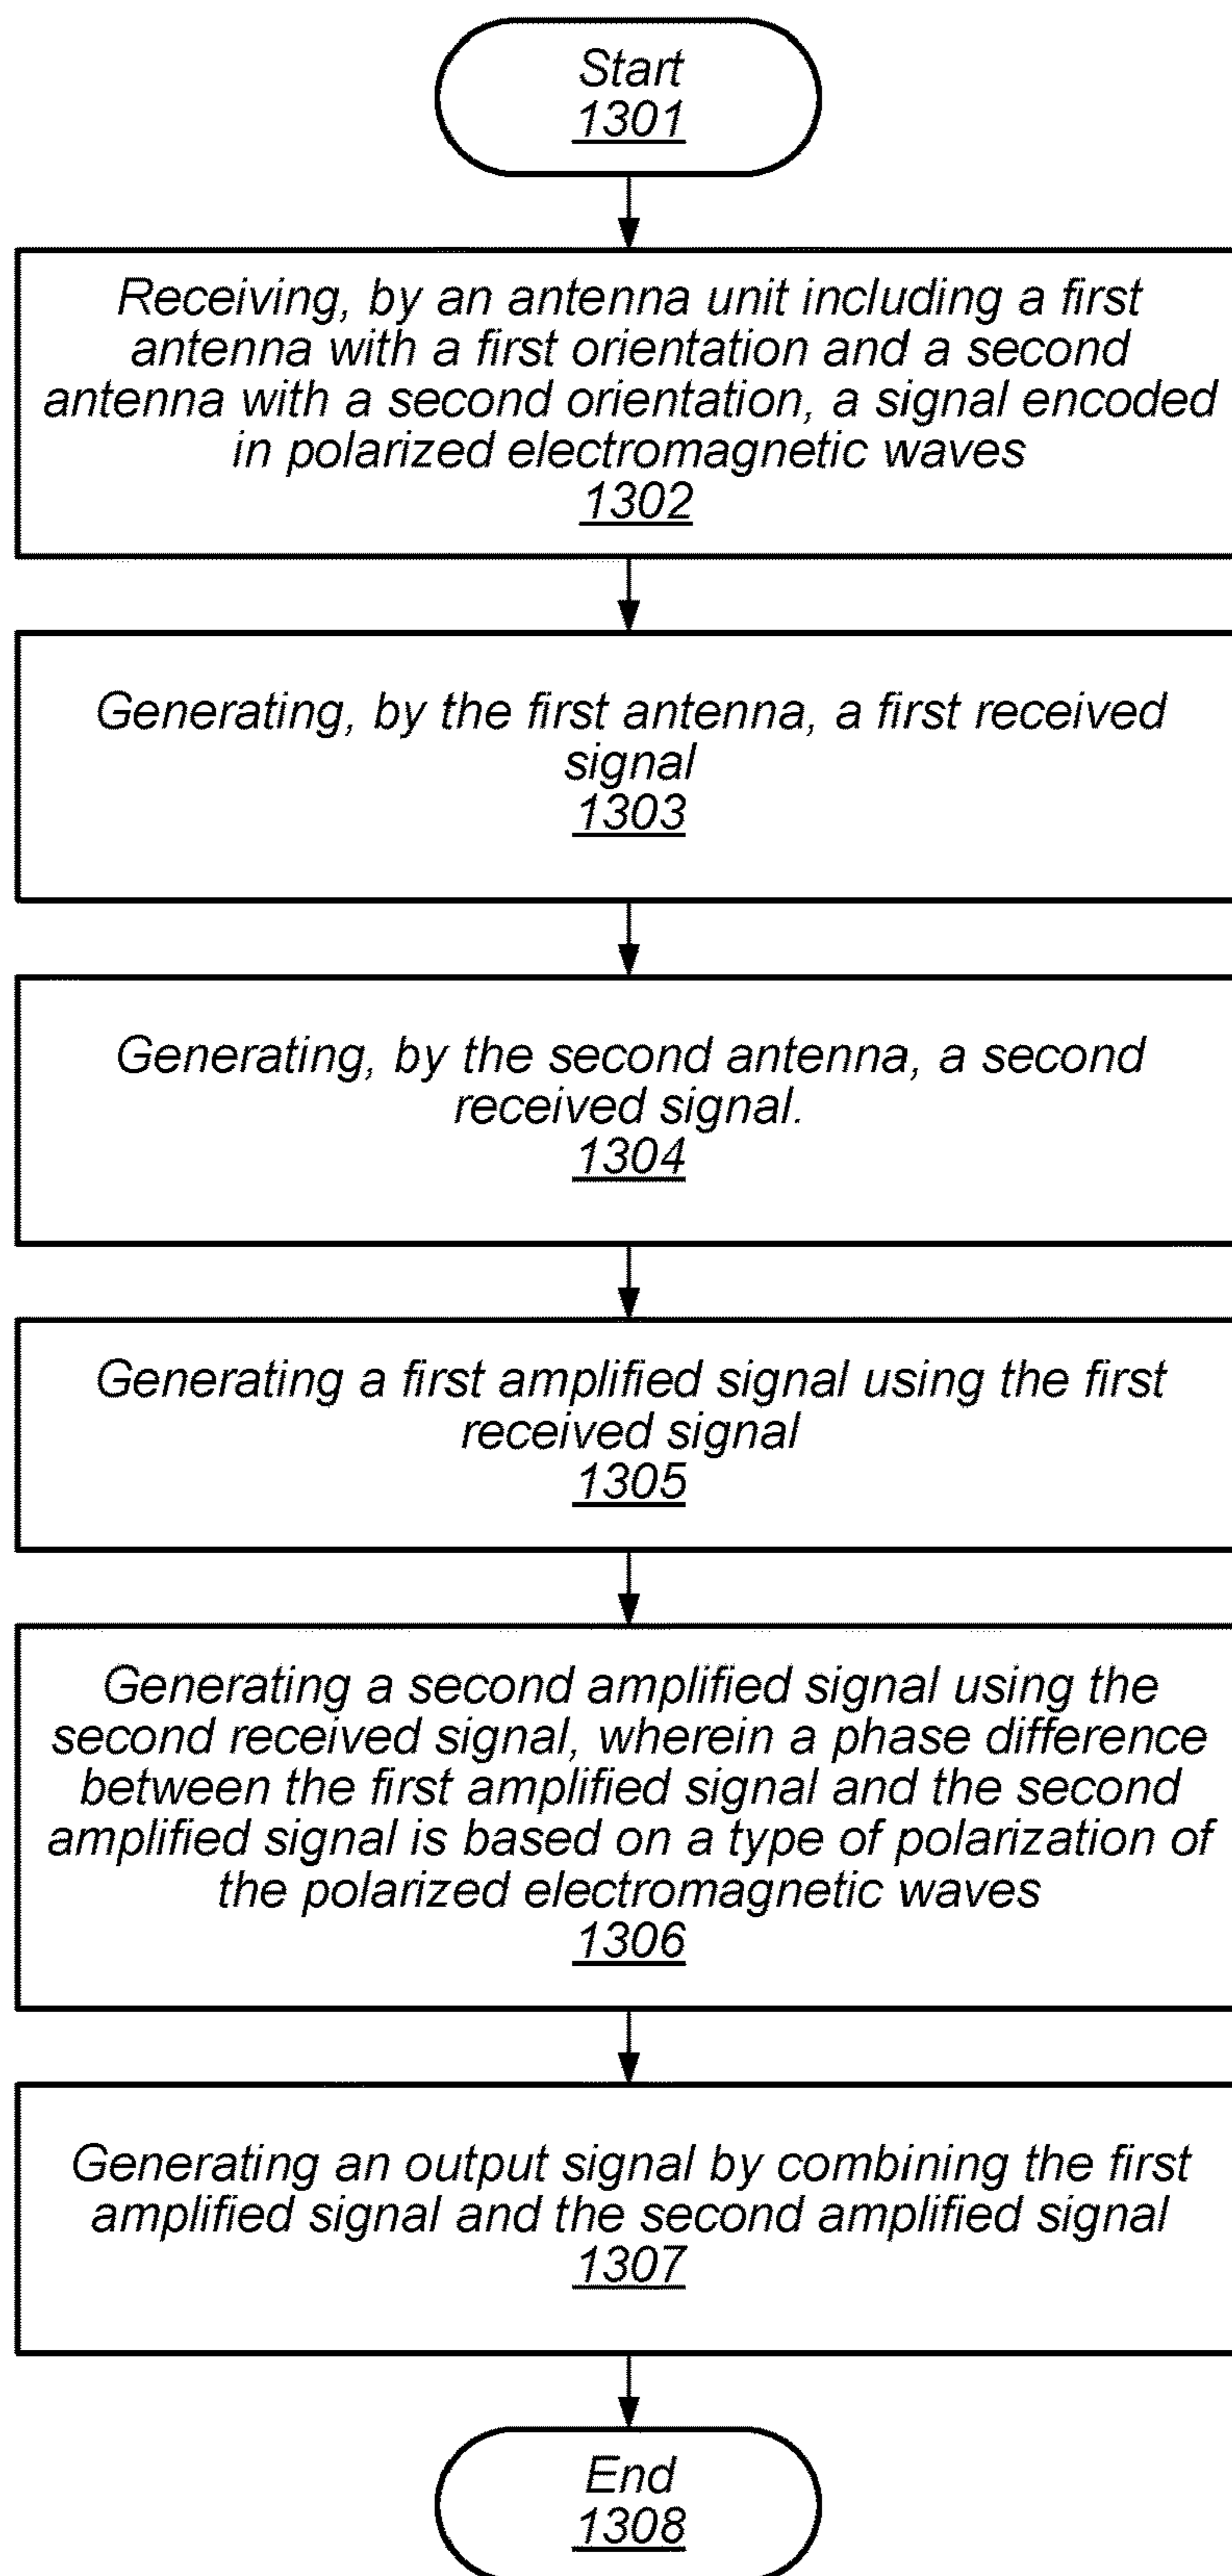 Start
1301
Receiving, by an antenna unit including a first
antenna with a first orientation and a second
antenna with a second orientation, a signal encoded
in polarized electromagnetic waves
1302
Generating, by the first antenna, a first received
signal
1303
Generating, by the second antenna, a second
received signal.
1304
Generating a first amplified signal using the first
received signal
1305
Generating a second amplified signal using the
second received signal, wherein a phase difference
between the first amplified signal and the second
amplified signal is based on a type of polarization of
the polarized electromagnetic waves
1306
Generating an output signal by combining the first
amplified signal and the second amplified signal
1307
End
1308